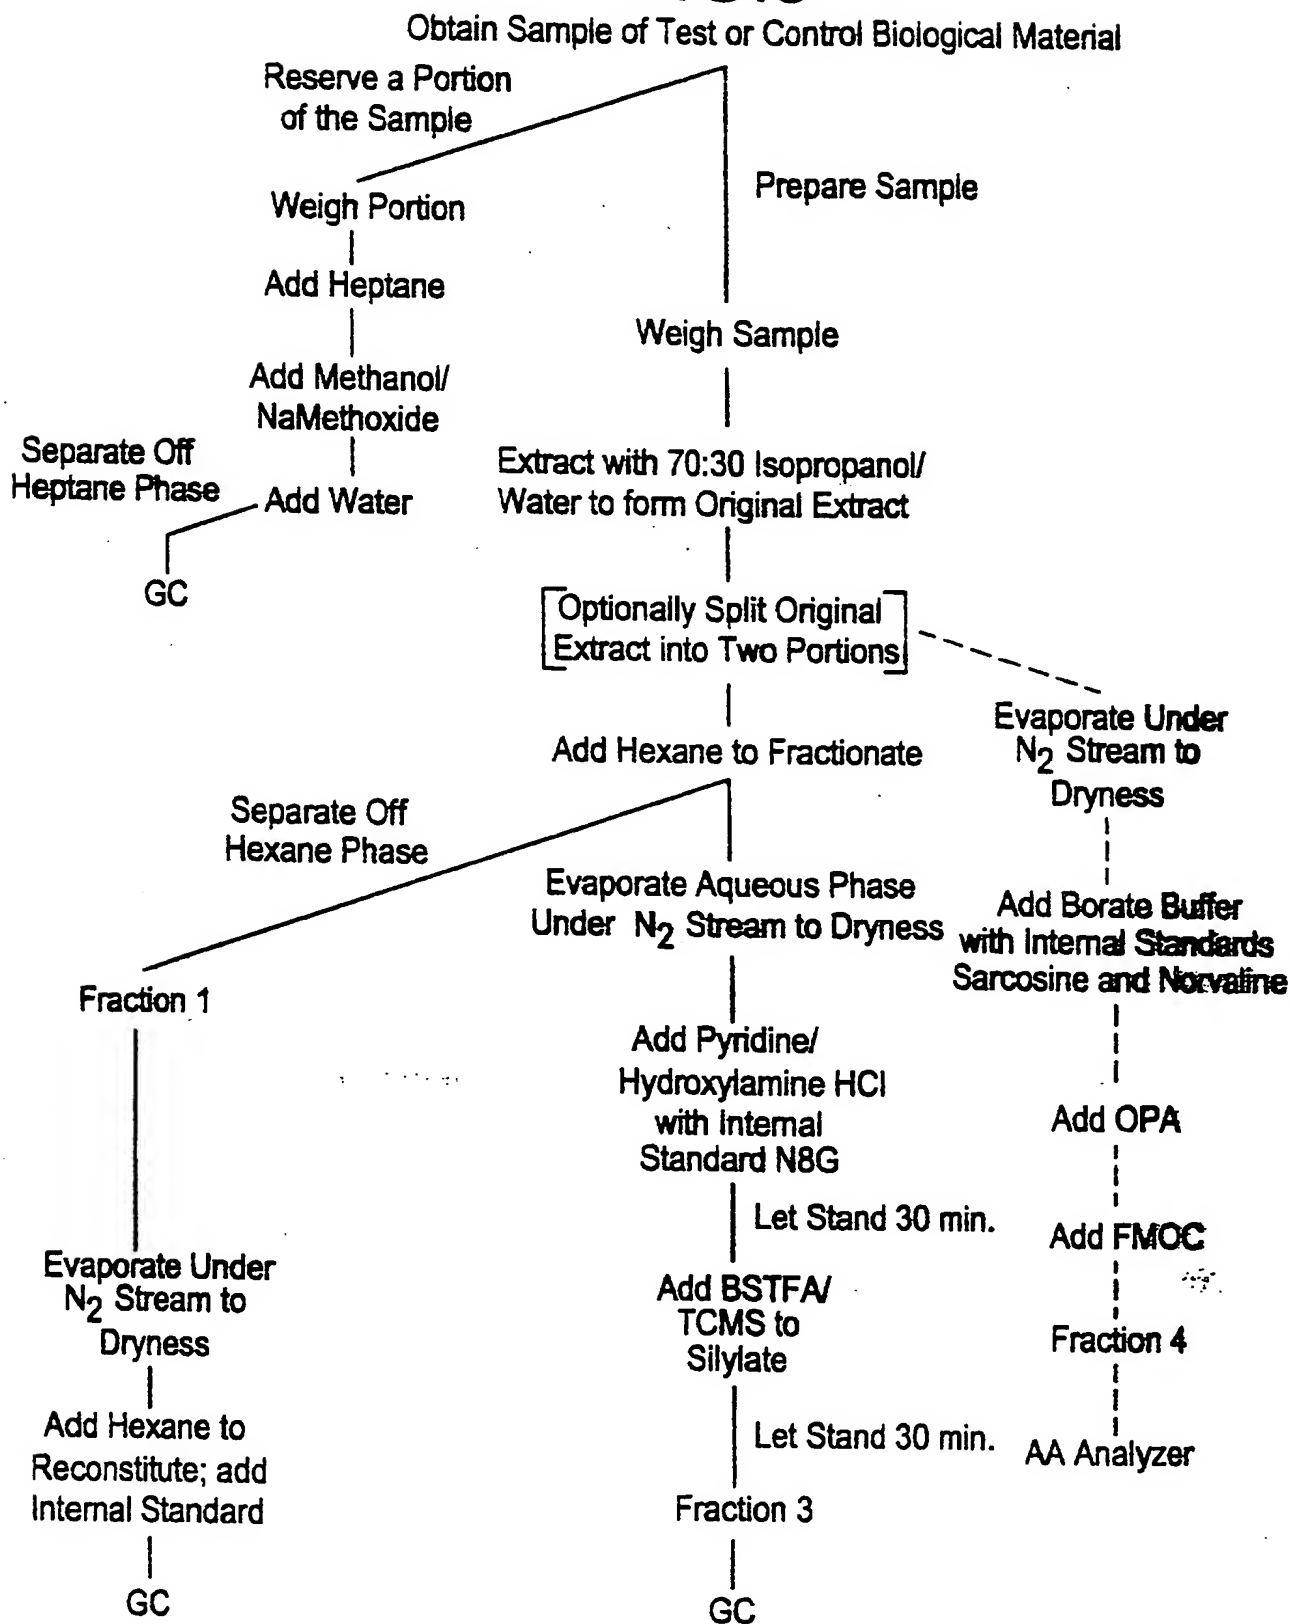 Obtain Sample of Test or Control Biological Material
Reserve a Portion
of the Sample
Prepare Sample
Weigh Portion
Add Heptane
Weigh Sample
Add Methanol/
NaMethoxide
Separate Off
Heptane Phase
Add Water
GC
Extract with 70:30 Isopropanol/
Water to form Original Extract
Optionally Split Original
Extract into Two Portions
Evaporate Under
N2 Stream to
Dryness
Add Hexane to Fractionate
Separate Off
Hexane Phase
Evaporate Aqueous Phase
Under N2 Stream to Dryness
Add Borate Buffer
with Internal Standards
Sarcosine and Norvaline
Fraction 1
Add Pyridine/
Hydroxylamine HCl
with Internal
Standard N8G
Add OPA
Let Stand 30 min.
Add FMOC
Evaporate Under
N2 Stream to
Dryness
Add BSTFA/
TCMS to
Silylate
Fraction 4
Add Hexane to
Reconstitute; add
Internal Standard
Let Stand 30 min.
AA Analyzer
Fraction 3
GC
GC